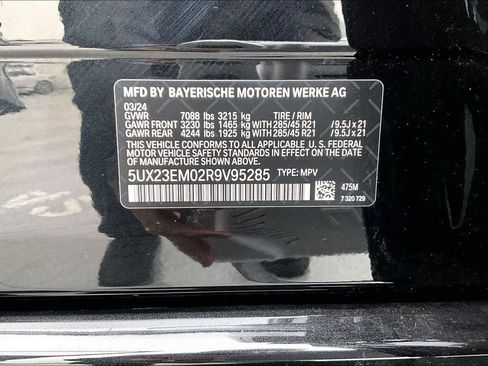 MFD BY BAYERISCHE MOTOREN WERKE AG
03/24
GVWR 7088 lbs 3215 kg TIRE / RIM
GAWR FRONT 3230 lbs 1465 kg 285/45 R21 /9.5J x 21
GAWR REAR 4244 lbs 1925 kg 285/45 R21 /9.5J x 21
THIS VEHICLE CONFORMS TO ALL APPLICABLE U. S. FEDERAL
MOTOR VEHICLE SAFETY STANDARDS IN EFFECT ON THE DATE OF
MANUFACTURE SHOWN ABOVE.
5UX23EM02R9V95285 TYPE: MPV
475M
7 320 729